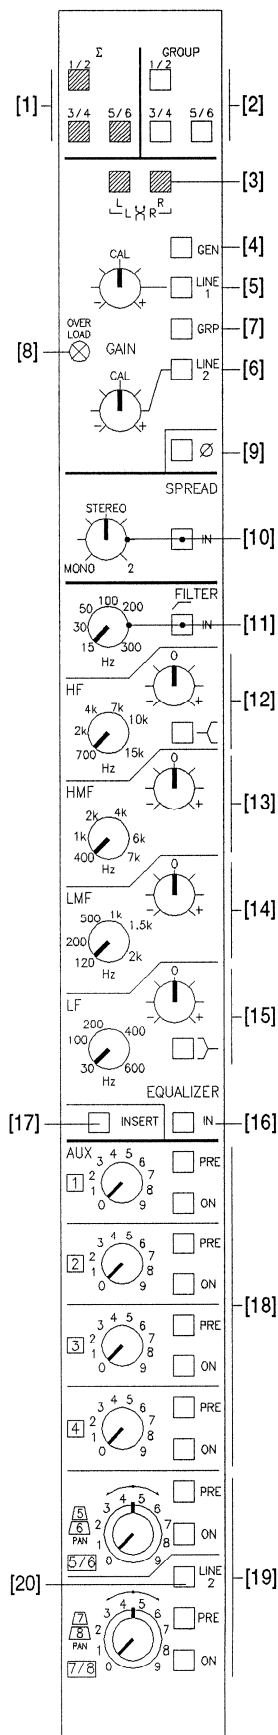 Σ GROUP
1/2 1/2
[1] [2]
3/4 5/6 3/4 5/6
[3]
L R
L R
[4]
GEN
CAL
[5]
LINE 1
- +
OVER LOAD
GRP [7]
[8] GAIN
LINE 2 [6]
CAL
- +
Ø [9]
SPREAD
STEREO
IN [10]
MONO 2
FILTER
50 100 200
30 IN [11]
15 300
Hz
0
HF [12]
- +
4k 7k
2k 10k
700 15k
Hz
0
HMF [13]
- +
2k 4k
1k 6k
400 7k
Hz
0
LMF [14]
- +
500 1k
200 1.5k
120 2k
Hz
0
LF [15]
- +
200 400
100
30 600
Hz
EQUALIZER
[17] INSERT IN [16]
AUX
3 4 5 6 PRE
1 2 7
1 8 ON
0 9
3 4 5 6 PRE
2 2 7
1 8 ON
0 9
[18]
3 4 5 6 PRE
3 2 7
1 8 ON
0 9
3 4 5 6 PRE
4 2 7
1 8 ON
0 9
PRE
3 4 5 6
5
6 2 7 ON
PAN 1 8
5/6 0 9
[20] LINE 2 [19]
3 4 5 6
7 PRE
8 2 7
PAN 1 8
7/8 0 9 ON